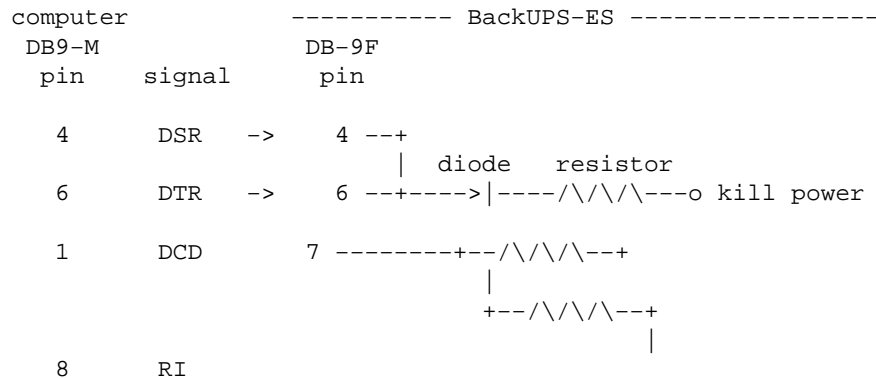 computer ----------- BackUPS-ES -----------------
DB9-M DB-9F
pin signal pin
4 DSR -> 4 --+
| diode resistor
6 DTR -> 6 --+---->|----/\/\/\---o kill power
1 DCD 7 --------+--/\/\/\--+
|
+--/\/\/\--+
|
8 RI